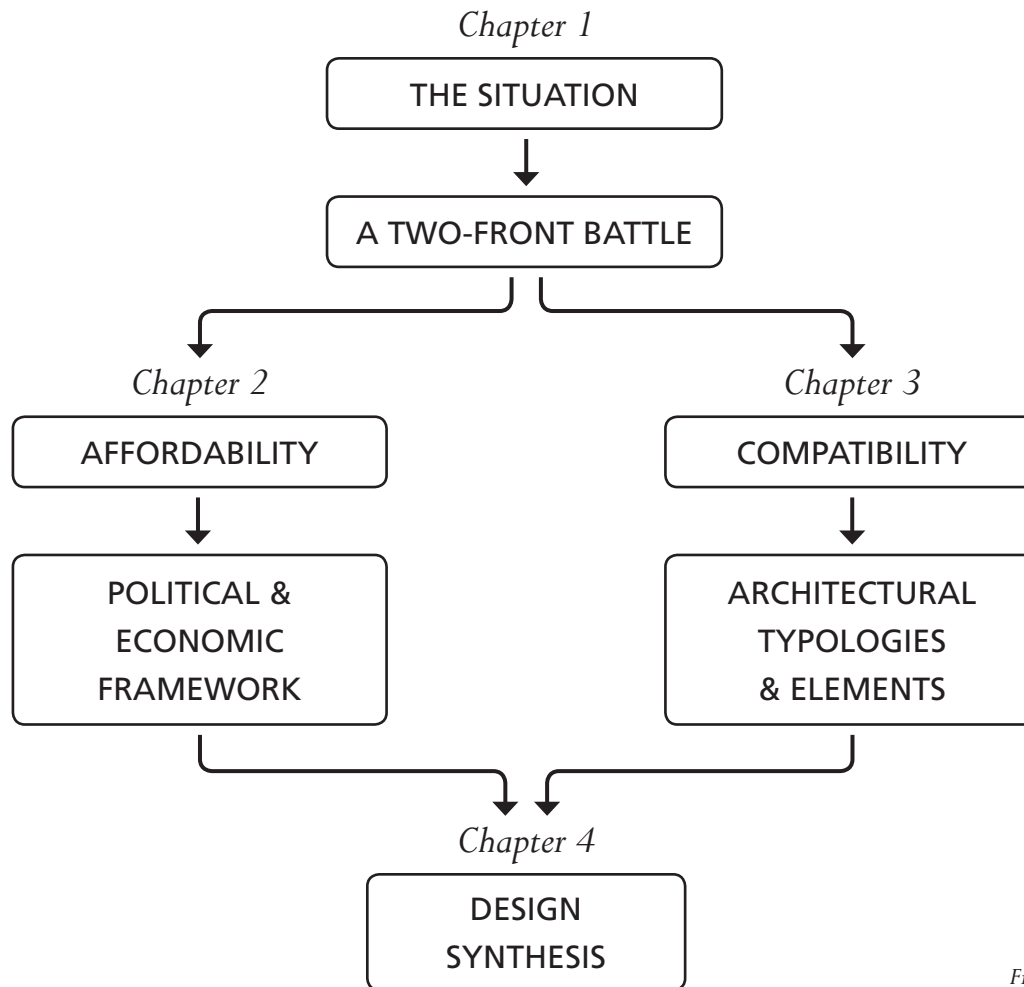 Chapter 1
THE SITUATION
A TWO-FRONT BATTLE
Chapter 2
AFFORDABILITY
POLITICAL &
ECONOMIC
FRAMEWORK
Chapter 3
COMPATIBILITY
ARCHITECTURAL
TYPOLOGIES
& ELEMENTS
Chapter 4
DESIGN
SYNTHESIS